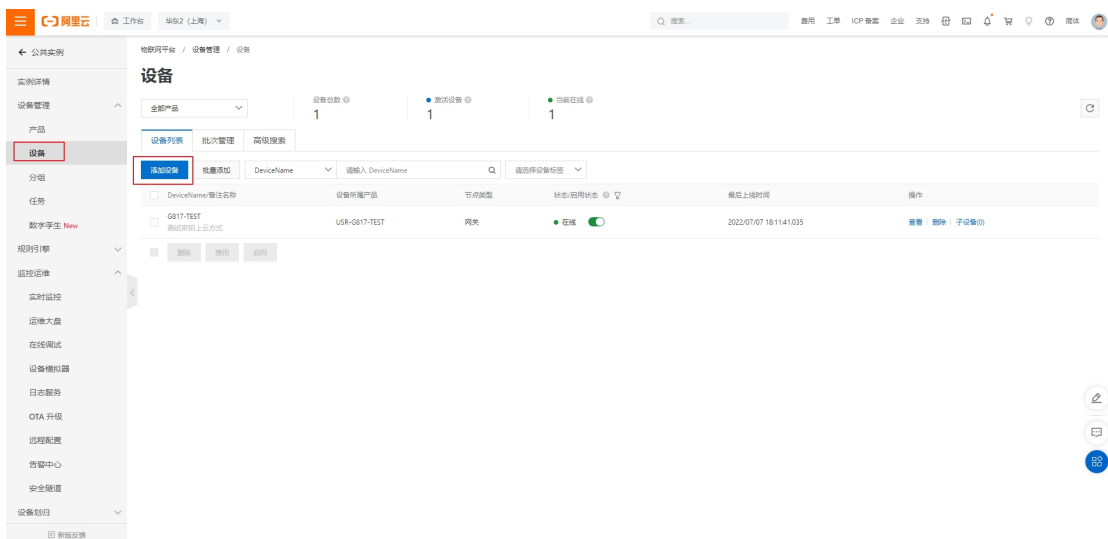 阿里云 工作台 华东2 (上海) 搜索... 费用 工单 ICP 备案 企业 支持 简体
公共实例
物联网平台 / 设备管理 / 设备
设备
实例详情
设备管理
产品
设备
分组
任务
数字孪生 New
规则引擎
监控运维
实时监控
运维大盘
在线调试
设备模拟器
日志服务
OTA 升级
远程配置
告警中心
安全隧道
设备划归
新版反馈
全部产品
设备总数
1
激活设备
1
当前在线
1
设备列表 批次管理 高级搜索
添加设备 批量添加 DeviceName 请输入 DeviceName 请选择设备标签
DeviceName/备注名称 设备所属产品 节点类型 状态/启用状态 最后上线时间 操作
G817-TEST
测试密钥上云方式
USR-G817-TEST 网关 在线 2022/07/07 18:11:41.035 查看 删除 子设备(0)
删除 禁用 启用